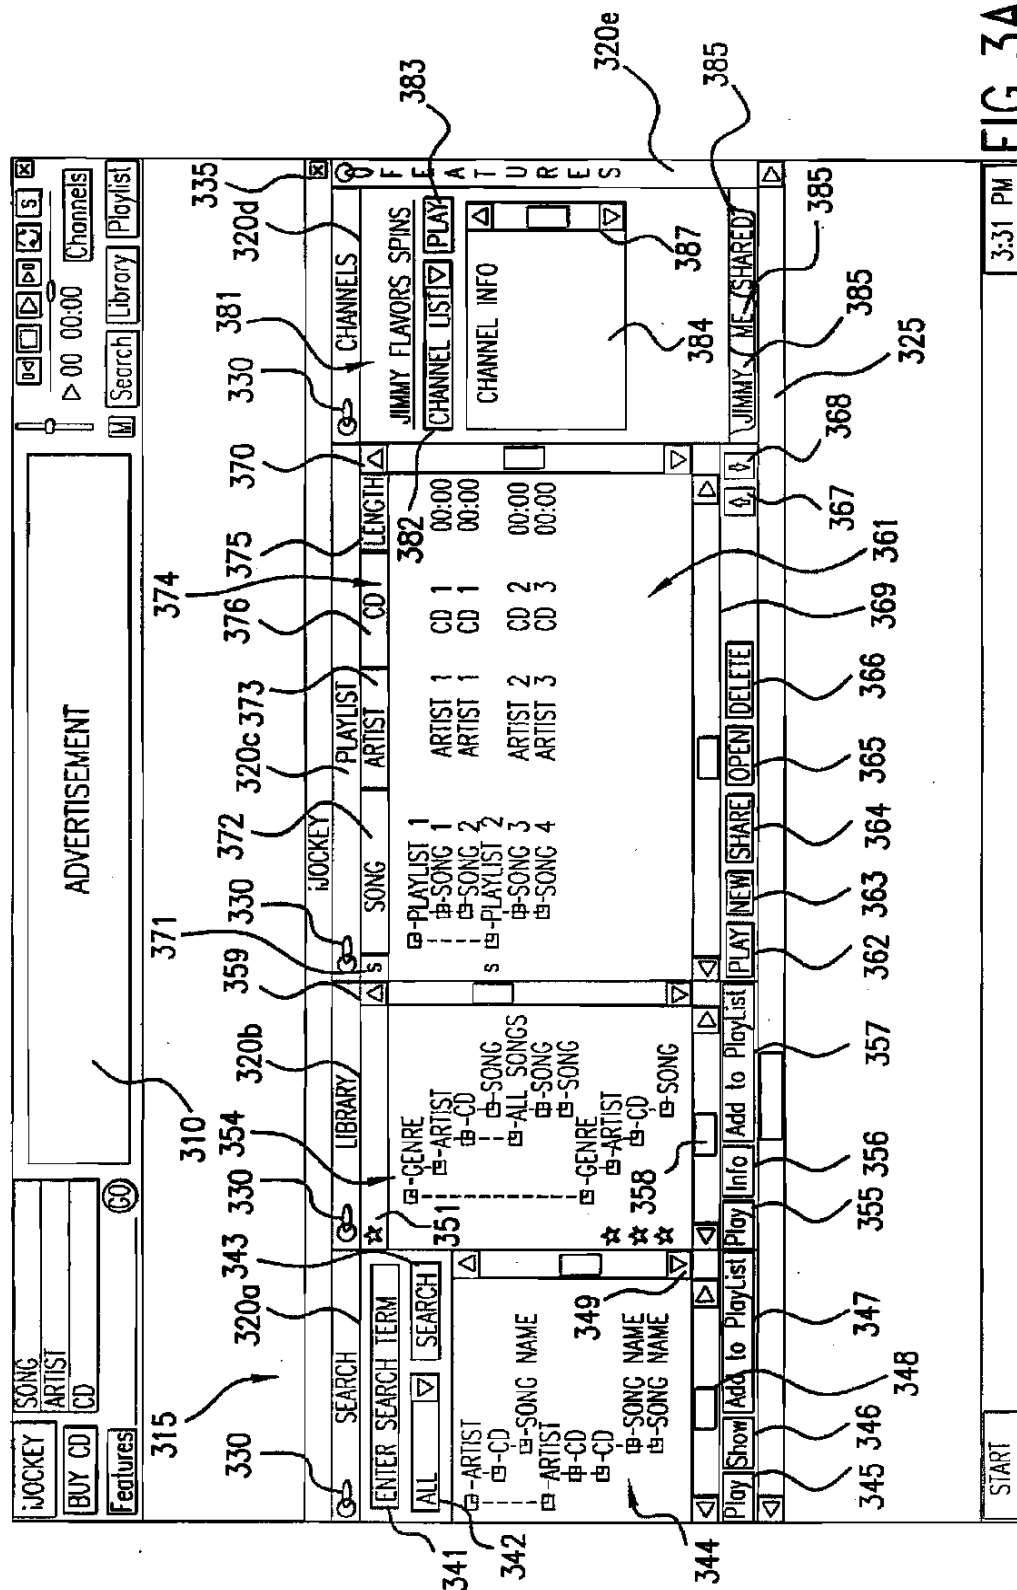 iJOCKEY
BUY CD
Features
SONG
ARTIST
CD
GO
ADVERTISEMENT
00 00:00
S
M
Search
Library
Playlist
Channels
x
310
315
330
320a
343
330
354
320b
359
371
330
372
320c
373
376
374
375
370
330
381
320d
335
iJOCKEY
x
SEARCH
ENTER SEARCH TERM
ALL
SEARCH
ARTIST
CD
SONG NAME
ARTIST
CD
CD
SONG NAME
SONG NAME
349
Play
Show
Add to PlayList
LIBRARY
351
GENRE
ARTIST
CD
SONG
ALL SONGS
SONG
SONG
GENRE
ARTIST
CD
SONG
358
Play
Info
Add to PlayList
PLAYLIST
S
SONG
ARTIST
CD
LENGTH
PLAYLIST 1
SONG 1 ARTIST 1 CD 1 00:00
SONG 2 ARTIST 1 CD 1 00:00
S PLAYLIST 2
SONG 3 ARTIST 2 CD 2 00:00
SONG 4 ARTIST 3 CD 3 00:00
361
PLAY
NEW
SHARE
OPEN
DELETE
CHANNELS
382
JIMMY FLAVORS SPINS
CHANNEL LIST
PLAY
CHANNEL INFO
384
387
JIMMY
ME
SHARED
FEATURES
383
320e
385
385
385
325
341
342
344
345
346
348
347
355
356
357
362
363
364
365
366
369
367
368
START
3:31 PM
FIG. 3A